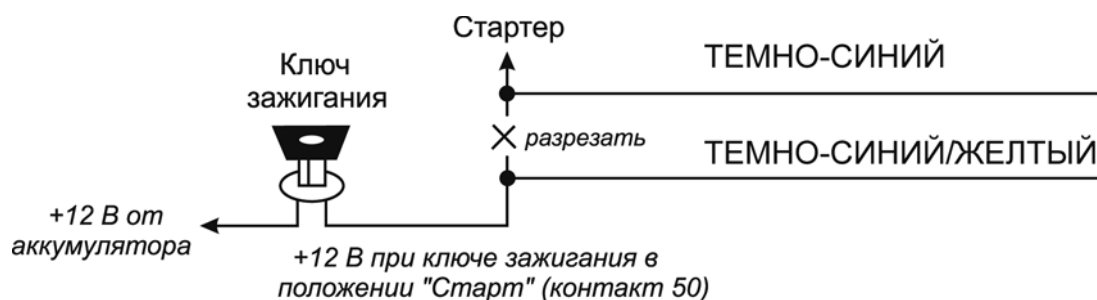 Стартер
ТЕМНО-СИНИЙ
Ключ
зажигания
разрезать
ТЕМНО-СИНИЙ/ЖЕЛТЫЙ
+12 В от
аккумулятора
+12 В при ключе зажигания в
положении "Старт" (контакт 50)